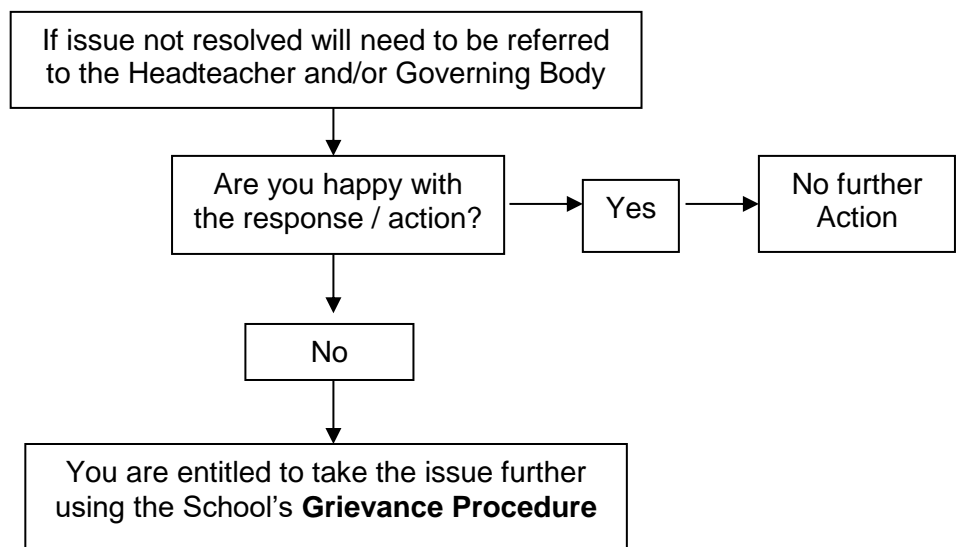 If issue not resolved will need to be referred
to the Headteacher and/or Governing Body
Are you happy with
the response / action?
Yes
No further
Action
No
You are entitled to take the issue further
using the School’s Grievance Procedure